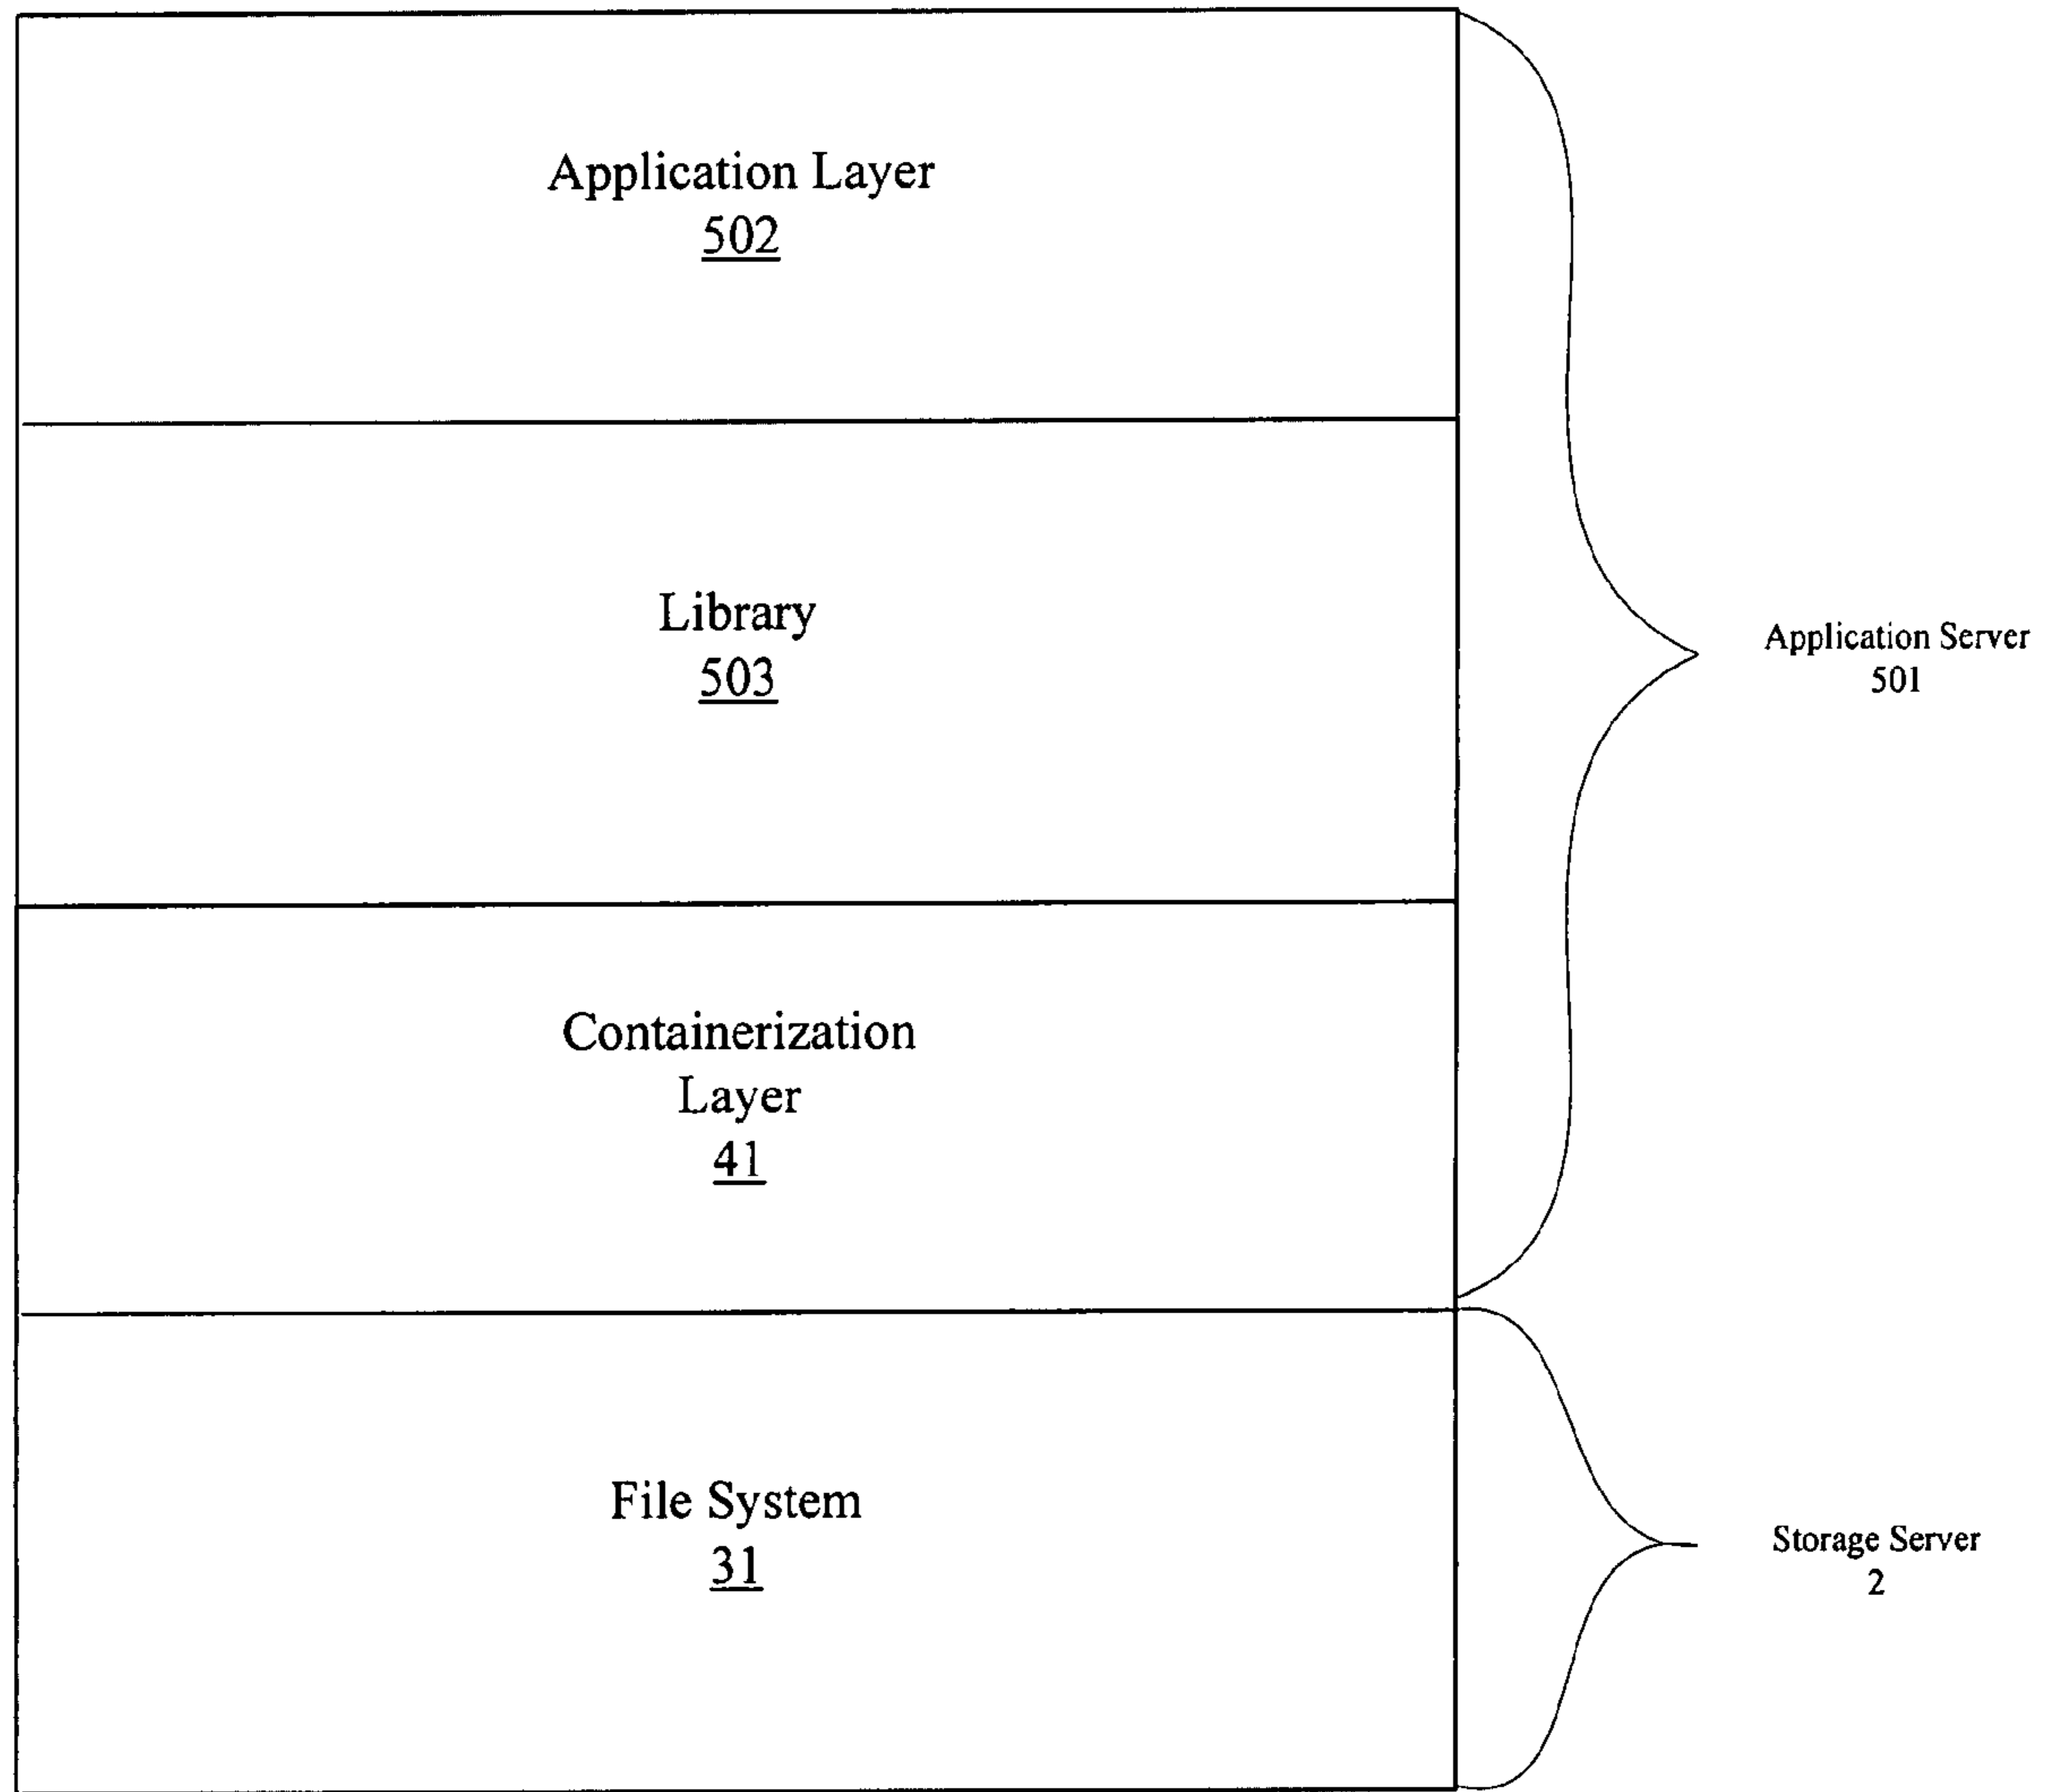 Application Layer
502
Library
503
Application Server
501
Containerization
Layer
41
File System
31
Storage Server
2